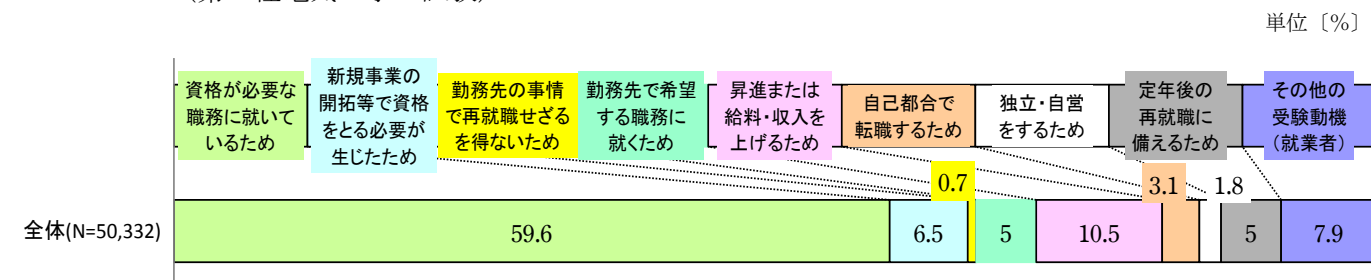 単位〔%〕
資格が必要な
職務に就いて
いるため
新規事業の
開拓等で資格
をとる必要が
生じたため
勤務先の事情
で再就職せざる
を得ないため
勤務先で希望
する職務に
就くため
昇進または
給料・収入を
上げるため
自己都合で
転職するため
独立・自営
をするため
定年後の
再就職に
備えるため
その他の
受験動機
(就業者)
0.7
3.1
1.8
全体(N=50,332)
59.6
6.5
5
10.5
5
7.9